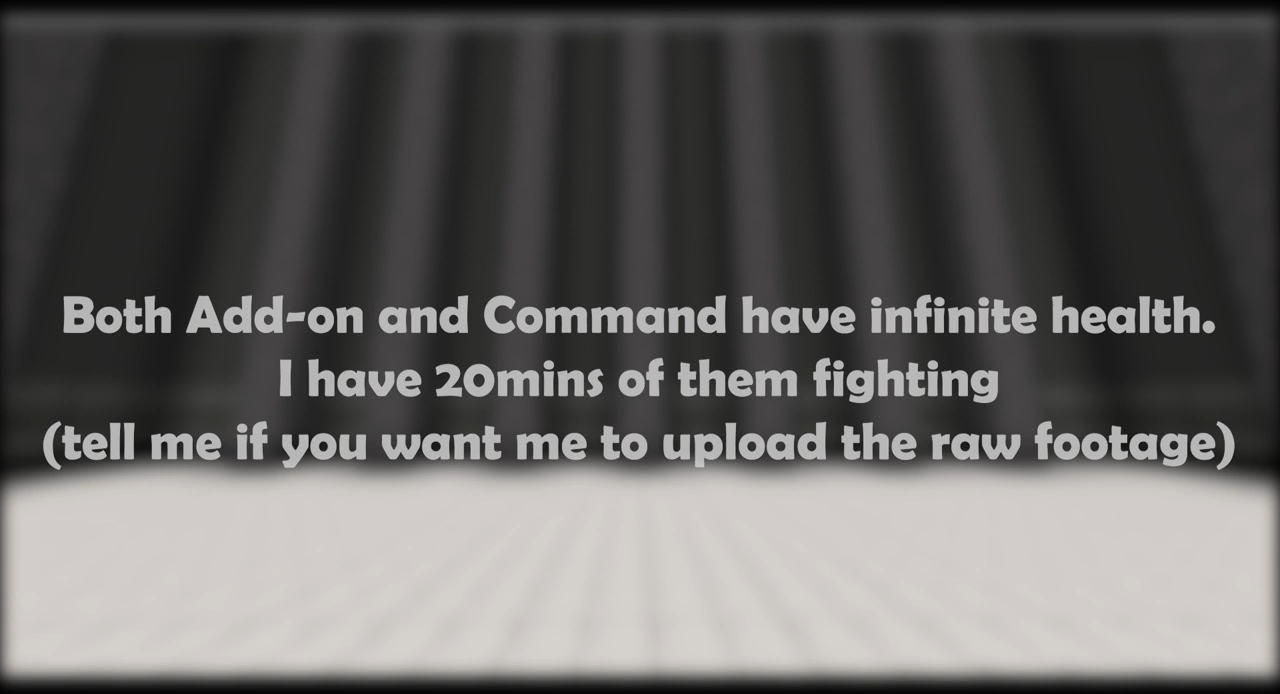 Both Add-on and Command have infinite health.
I have 20mins of them fighting
(tell me if you want me to upload the raw footage)